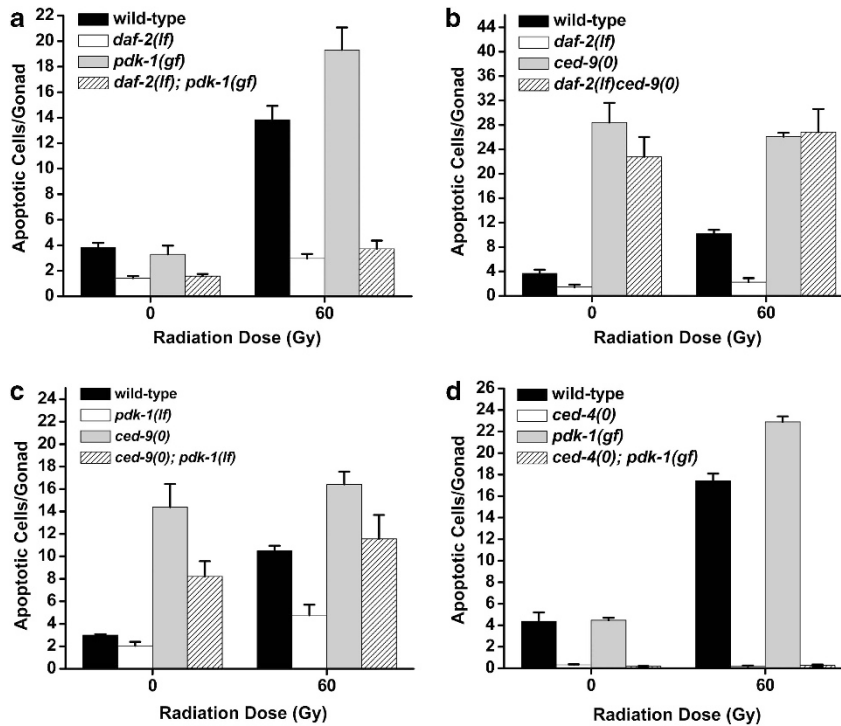 a
wild-type
daf-2(lf)
pdk-1(gf)
daf-2(lf); pdk-1(gf)
Apoptotic Cells/Gonad
22
20
18
16
14
12
10
8
6
4
2
0
0
60
Radiation Dose (Gy)
b
wild-type
daf-2(lf)
ced-9(0)
daf-2(lf)ced-9(0)
Apoptotic Cells/Gonad
44
40
36
32
28
24
20
16
12
8
4
0
0
60
Radiation Dose (Gy)
c
wild-type
pdk-1(lf)
ced-9(0)
ced-9(0); pdk-1(lf)
Apoptotic Cells/Gonad
24
22
20
18
16
14
12
10
8
6
4
2
0
0
60
Radiation Dose (Gy)
d
wild-type
ced-4(0)
pdk-1(gf)
ced-4(0); pdk-1(gf)
Apoptotic Cells/Gonad
26
24
22
20
18
16
14
12
10
8
6
4
2
0
0
60
Radiation Dose (Gy)